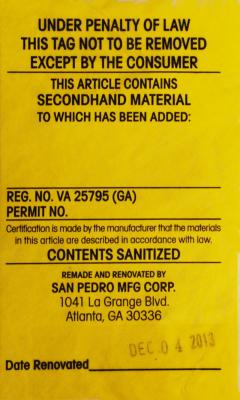 UNDER PENALTY OF LAW
THIS TAG NOT TO BE REMOVED
EXCEPT BY THE CONSUMER
THIS ARTICLE CONTAINS
SECONDHAND MATERIAL
TO WHICH HAS BEEN ADDED:
REG. NO. VA 25795 (GA)
PERMIT NO.
Certification is made by the manufacturer that the materials
in this article are described in accordance with law.
CONTENTS SANITIZED
REMADE AND RENOVATED BY
SAN PEDRO MFG CORP.
1041 La Grange Blvd.
Atlanta, GA 30336
DEC 04 2013
Date Renovated